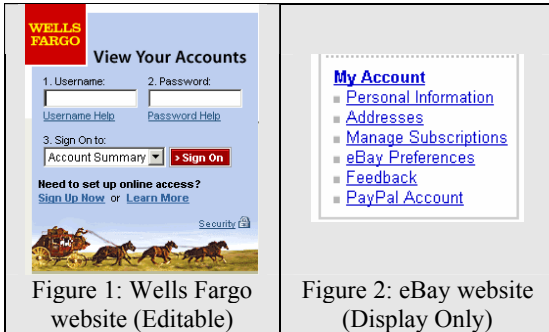 WELLS
FARGO
View Your Accounts
1. Username: 2. Password:
Username Help Password Help
3. Sign On to:
Account Summary > Sign On
Need to set up online access?
Sign Up Now or Learn More
Security
Figure 1: Wells Fargo
website (Editable)
My Account
Personal Information
Addresses
Manage Subscriptions
eBay Preferences
Feedback
PayPal Account
Figure 2: eBay website
(Display Only)